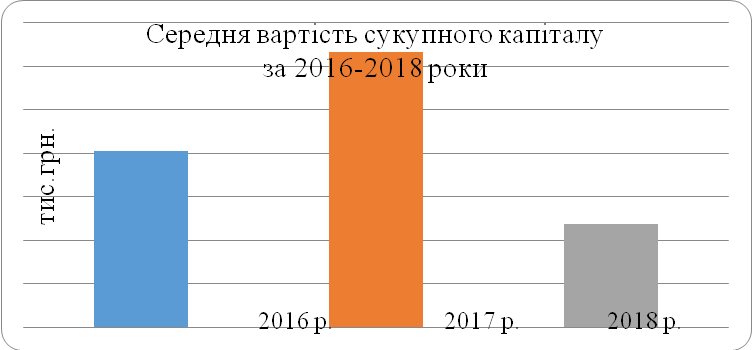 Середня вартість сукупного капіталу
за 2016-2018 роки
тис.грн.
2016 р.
2017 р.
2018 р.